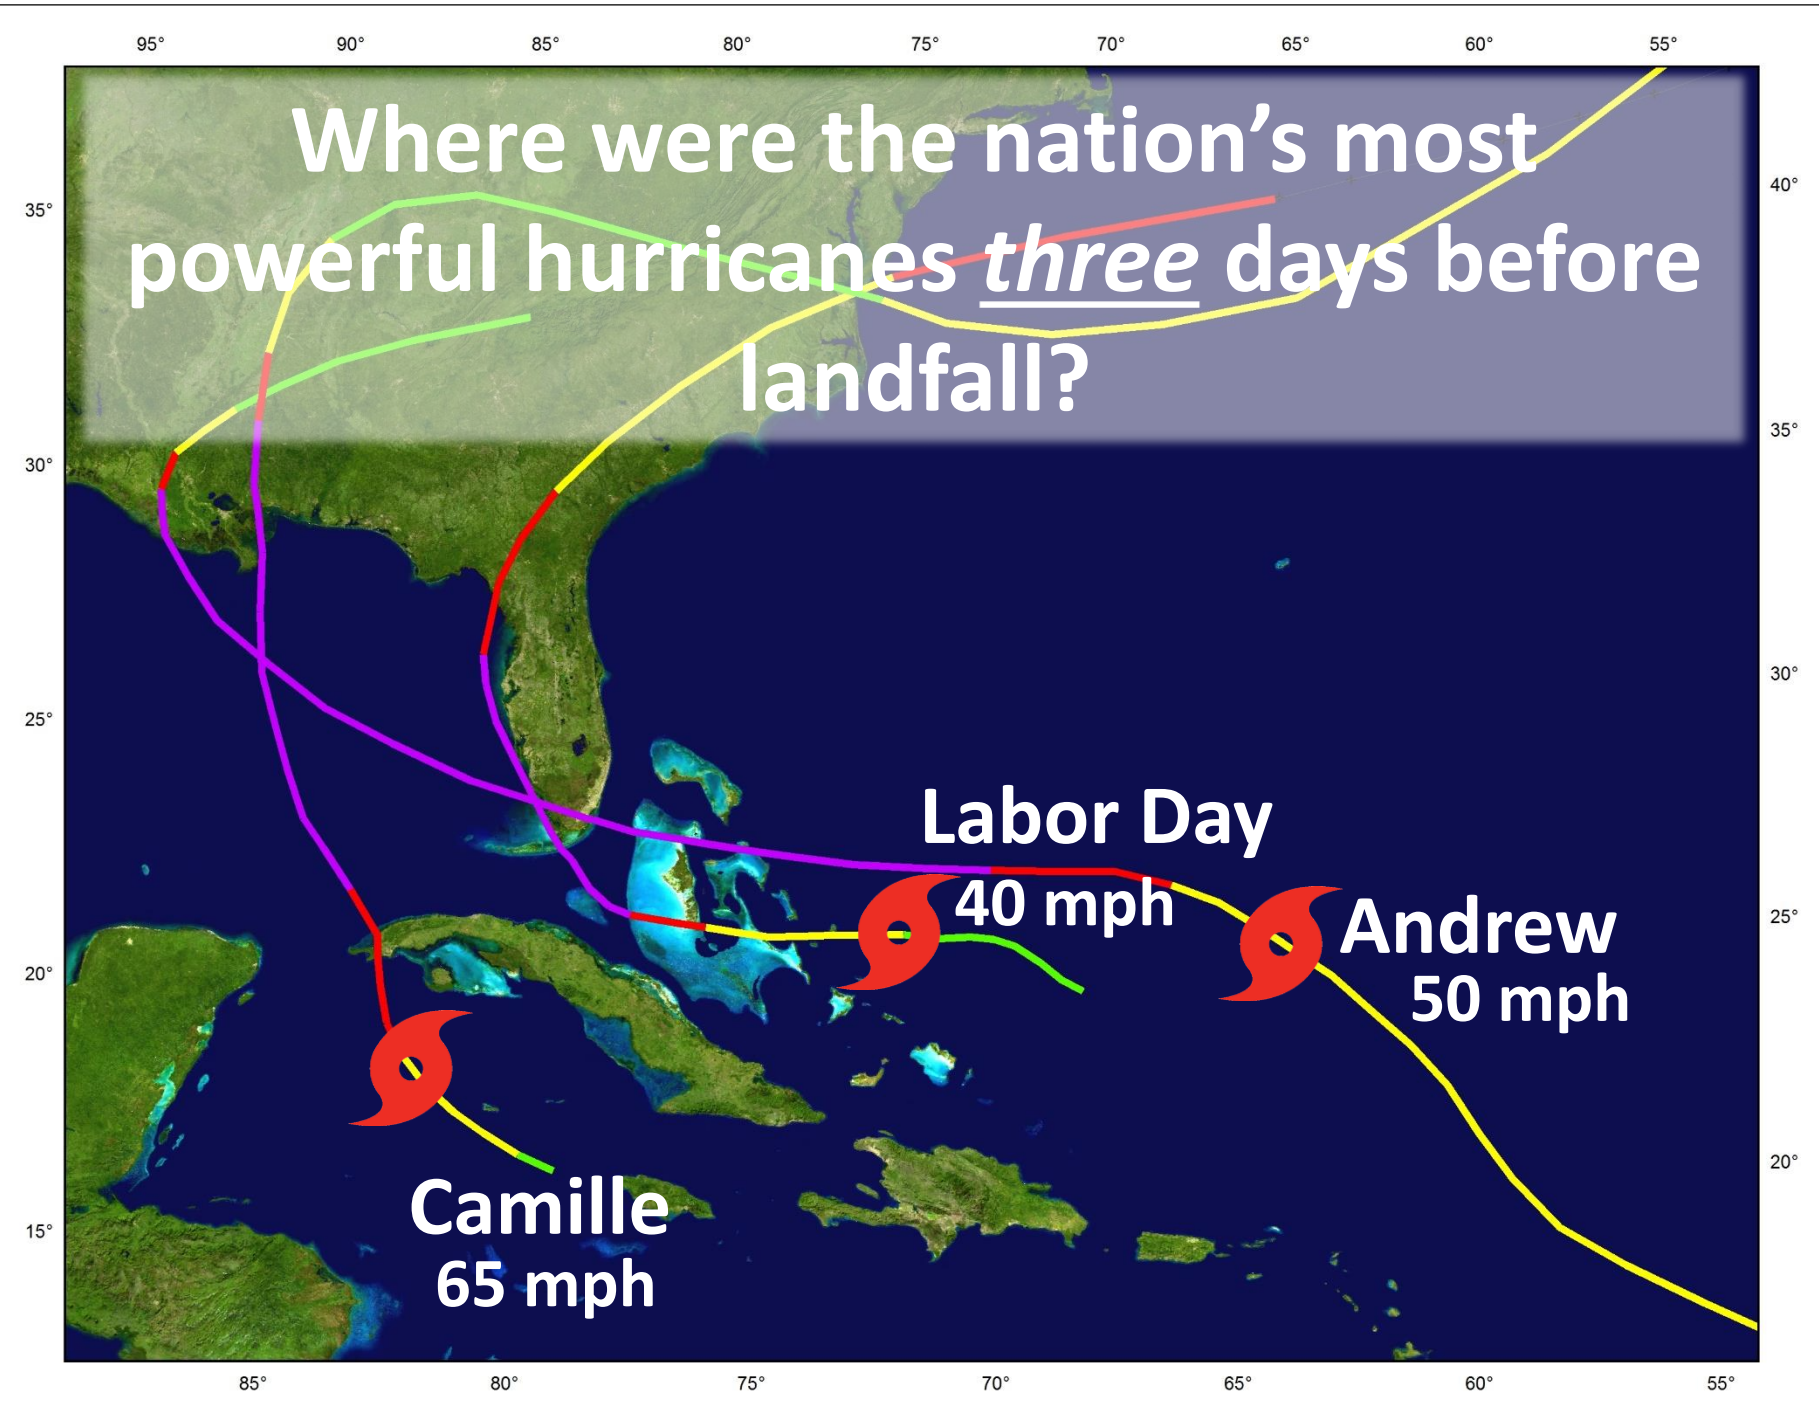 95° 90° 85° 80° 75° 70° 65° 60° 55°
Where were the nation's most
powerful hurricanes three days before
landfall?
40°
35°
35°
30°
30°
25°
Labor Day
40 mph
25°
Andrew
50 mph
20°
Camille
65 mph
20°
15°
85° 80° 75° 70° 65° 60° 55°